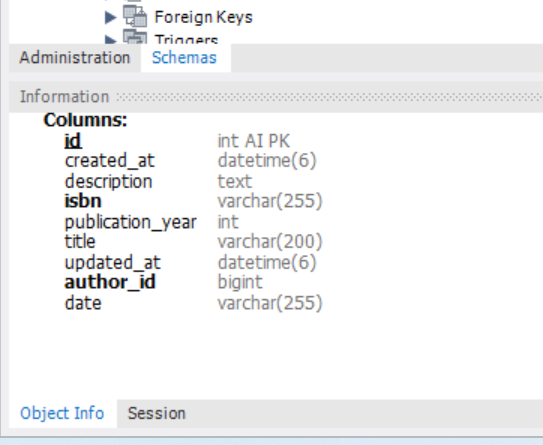 Foreign Keys
Triggers
Administration Schemas
Information
Columns:
id int AI PK
created_at datetime(6)
description text
isbn varchar(255)
publication_year int
title varchar(200)
updated_at datetime(6)
author_id bigint
date varchar(255)
Object Info Session